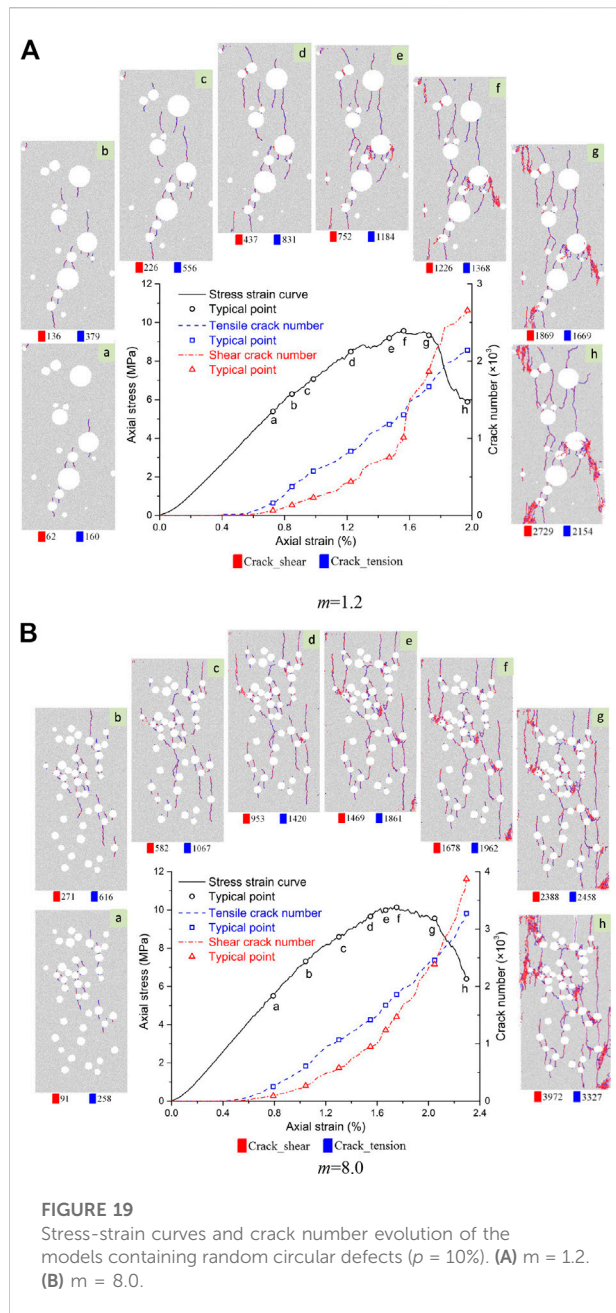 A
d
e
c
f
b
g
437 831
752 1184
226 556
1226 1368
136 379
1869 1669
a
h
62 160
2729 2154
12
10
8
6
4
2
0
Axial stress (MPa)
Stress strain curve
Typical point
Tensile crack number
Typical point
Shear crack number
Typical point
a
b
c
d
e
f
g
h
3
2
1
0
Crack number (×10³)
0.0 0.4 0.8 1.2 1.6 2.0
Axial strain (%)
Crack_shear Crack_tension
m=1.2
B
d
e
c
f
b
g
953 1420
1469 1861
582 1067
1678 1962
271 616
2388 2458
a
h
91 258
3972 3327
12
10
8
6
4
2
0
Axial stress (MPa)
Stress strain curve
Typical point
Tensile crack number
Typical point
Shear crack number
Typical point
a
b
c
d
e
f
g
h
4
3
2
1
0
Crack number (×10³)
0.0 0.4 0.8 1.2 1.6 2.0 2.4
Axial strain (%)
Crack_shear Crack_tension
m=8.0
FIGURE 19
Stress-strain curves and crack number evolution of the
models containing random circular defects (p = 10%). (A) m = 1.2.
(B) m = 8.0.